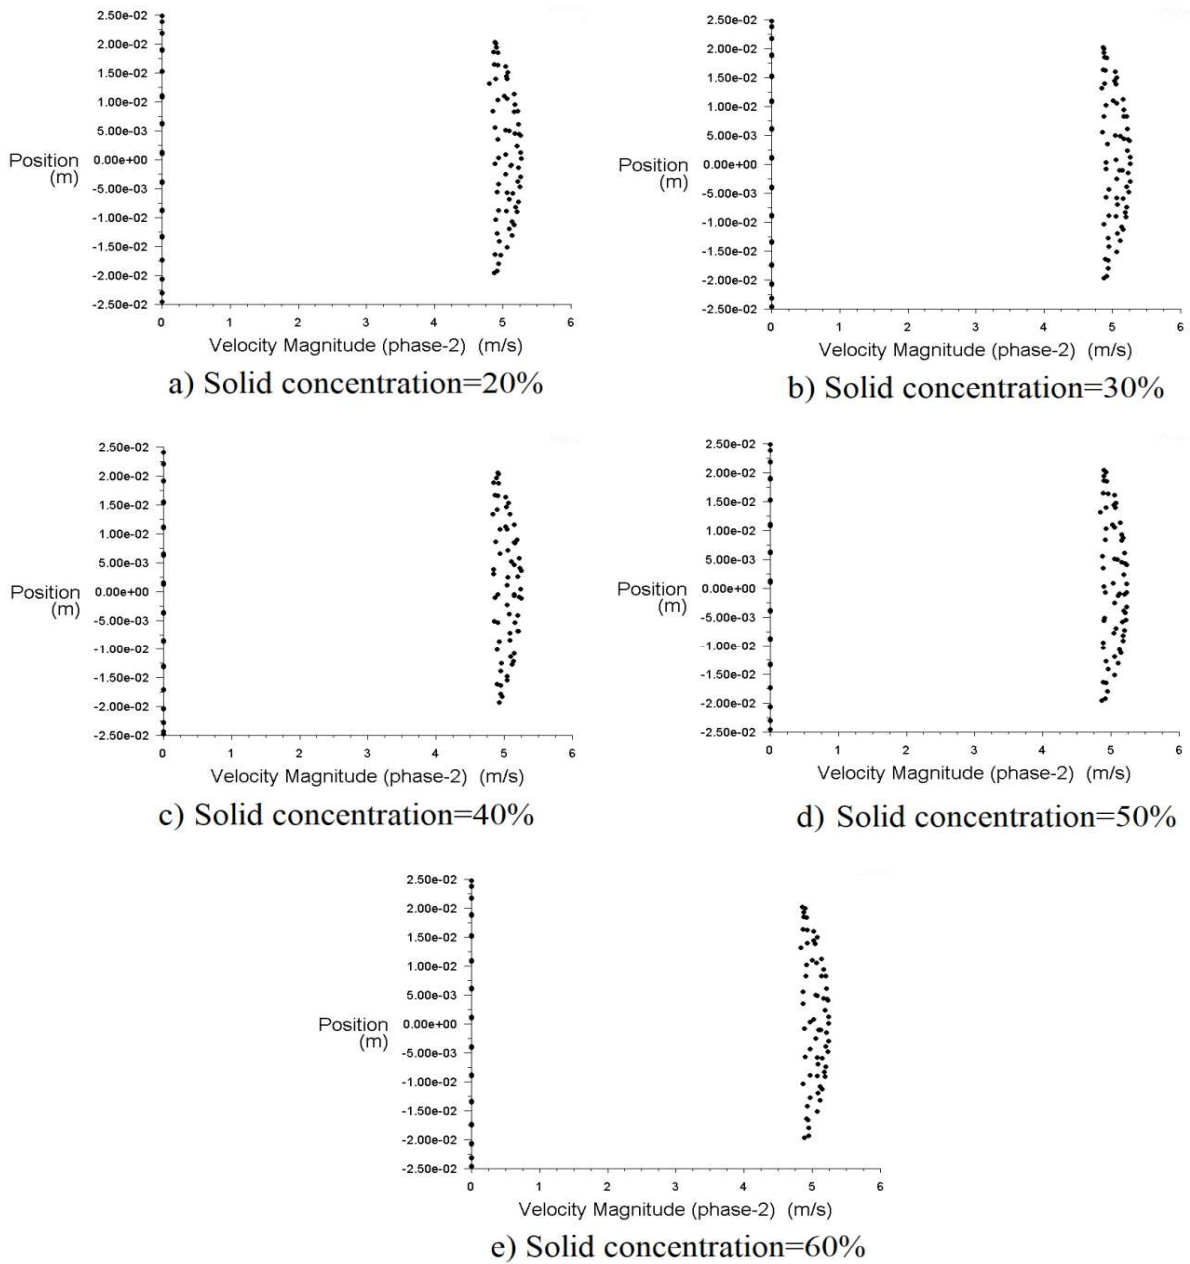 2.50e-02
2.00e-02
1.50e-02
1.00e-02
5.00e-03
Position
(m)
0.00e+00
-5.00e-03
-1.00e-02
-1.50e-02
-2.00e-02
-2.50e-02
0 1 2 3 4 5 6
Velocity Magnitude (phase-2) (m/s)
a) Solid concentration=20%
2.50e-02
2.00e-02
1.50e-02
1.00e-02
5.00e-03
Position
(m)
0.00e+00
-5.00e-03
-1.00e-02
-1.50e-02
-2.00e-02
-2.50e-02
0 1 2 3 4 5 6
Velocity Magnitude (phase-2) (m/s)
b) Solid concentration=30%
2.50e-02
2.00e-02
1.50e-02
1.00e-02
5.00e-03
Position
(m)
0.00e+00
-5.00e-03
-1.00e-02
-1.50e-02
-2.00e-02
-2.50e-02
0 1 2 3 4 5 6
Velocity Magnitude (phase-2) (m/s)
c) Solid concentration=40%
2.50e-02
2.00e-02
1.50e-02
1.00e-02
5.00e-03
Position
(m)
0.00e+00
-5.00e-03
-1.00e-02
-1.50e-02
-2.00e-02
-2.50e-02
0 1 2 3 4 5 6
Velocity Magnitude (phase-2) (m/s)
d) Solid concentration=50%
2.50e-02
2.00e-02
1.50e-02
1.00e-02
5.00e-03
Position
(m)
0.00e+00
-5.00e-03
-1.00e-02
-1.50e-02
-2.00e-02
-2.50e-02
0 1 2 3 4 5 6
Velocity Magnitude (phase-2) (m/s)
e) Solid concentration=60%